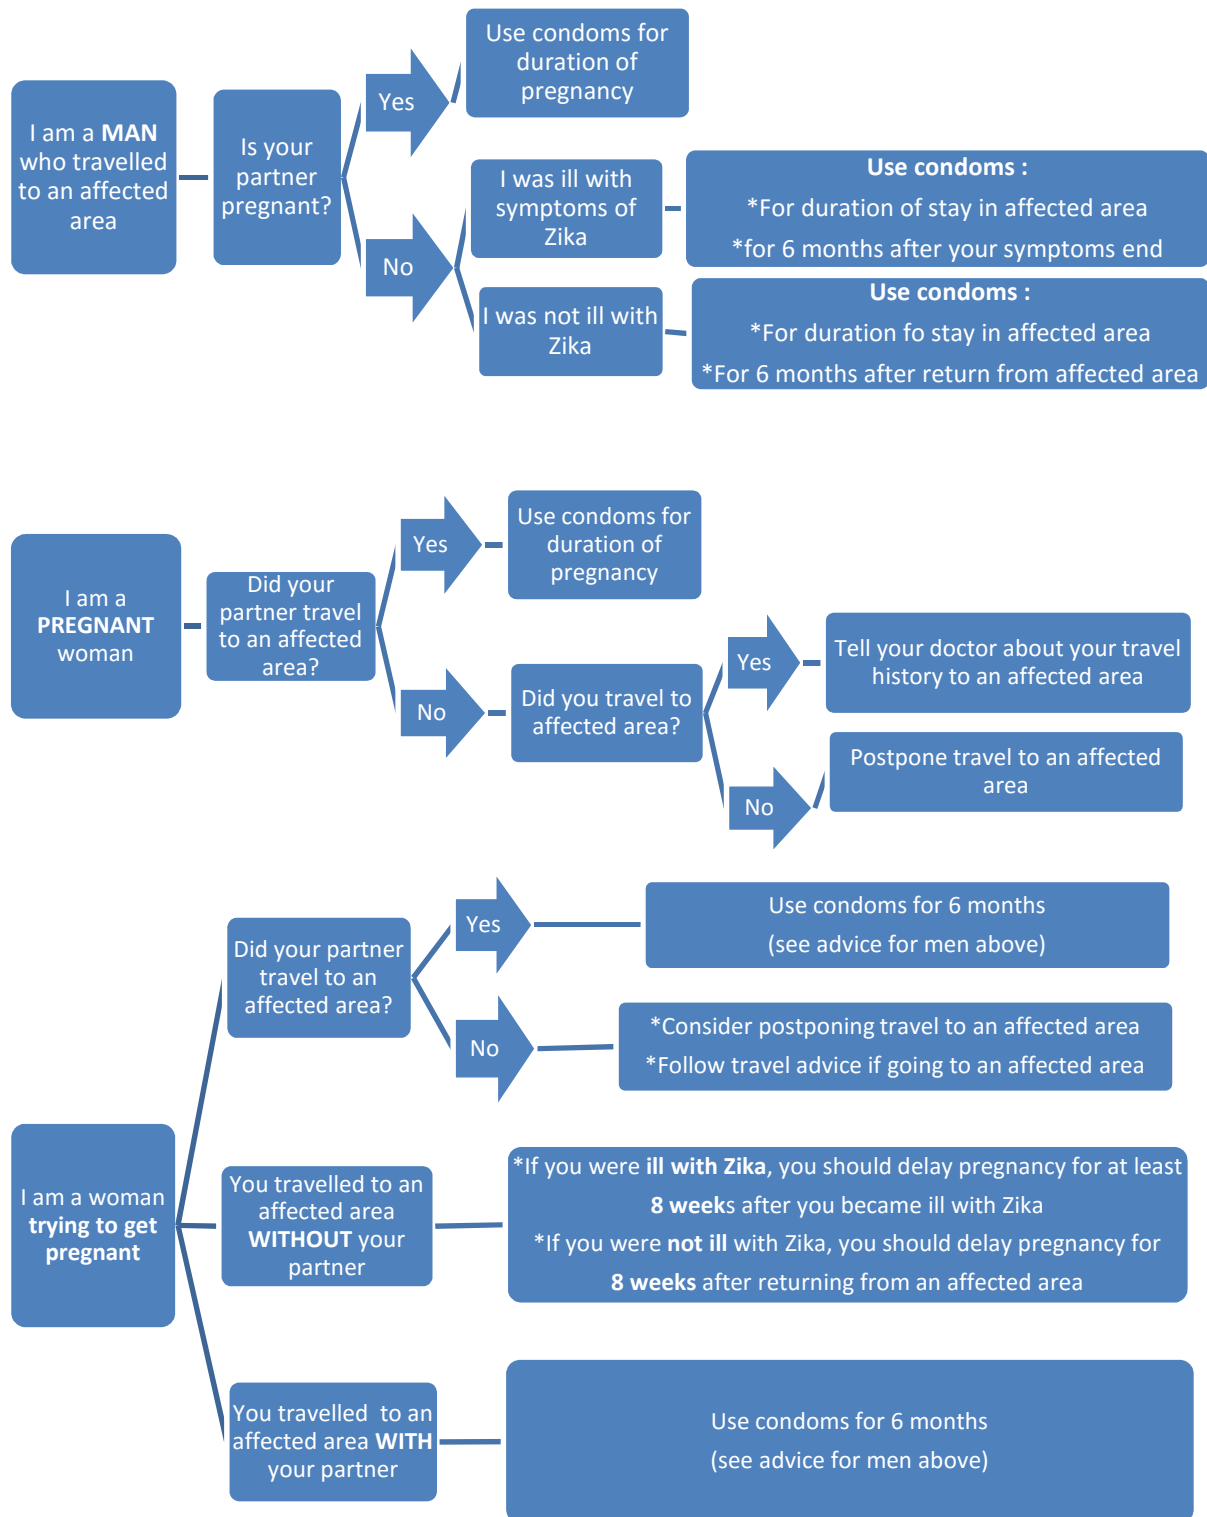 I am a MAN
who travelled
to an affected
area
Is your
partner
pregnant?
Yes
Use condoms for
duration of
pregnancy
No
I was ill with
symptoms of
Zika
Use condoms :
*For duration of stay in affected area
*for 6 months after your symptoms end
I was not ill with
Zika
Use condoms :
*For duration fo stay in affected area
*For 6 months after return from affected area
I am a
PREGNANT
woman
Did your
partner travel
to an affected
area?
Yes
Use condoms for
duration of
pregnancy
No
Did you travel to
affected area?
Yes
Tell your doctor about your travel
history to an affected area
No
Postpone travel to an affected
area
I am a woman
trying to get
pregnant
Did your partner
travel to an
affected area?
Yes
Use condoms for 6 months
(see advice for men above)
No
*Consider postponing travel to an affected area
*Follow travel advice if going to an affected area
You travelled to an
affected area
WITHOUT your
partner
*If you were ill with Zika, you should delay pregnancy for at least
8 weeks after you became ill with Zika
*If you were not ill with Zika, you should delay pregnancy for
8 weeks after returning from an affected area
You travelled to an
affected area WITH
your partner
Use condoms for 6 months
(see advice for men above)